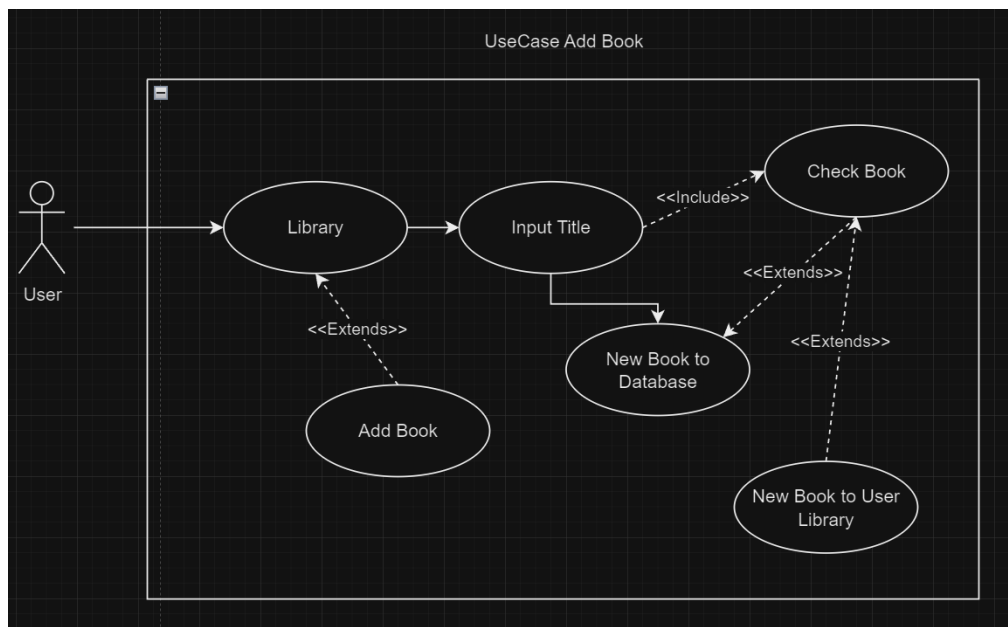 UseCase Add Book
Check Book
<<Include>>
Library
Input Title
<<Extends>>
User
<<Extends>>
<<Extends>>
New Book to
Database
Add Book
New Book to User
Library